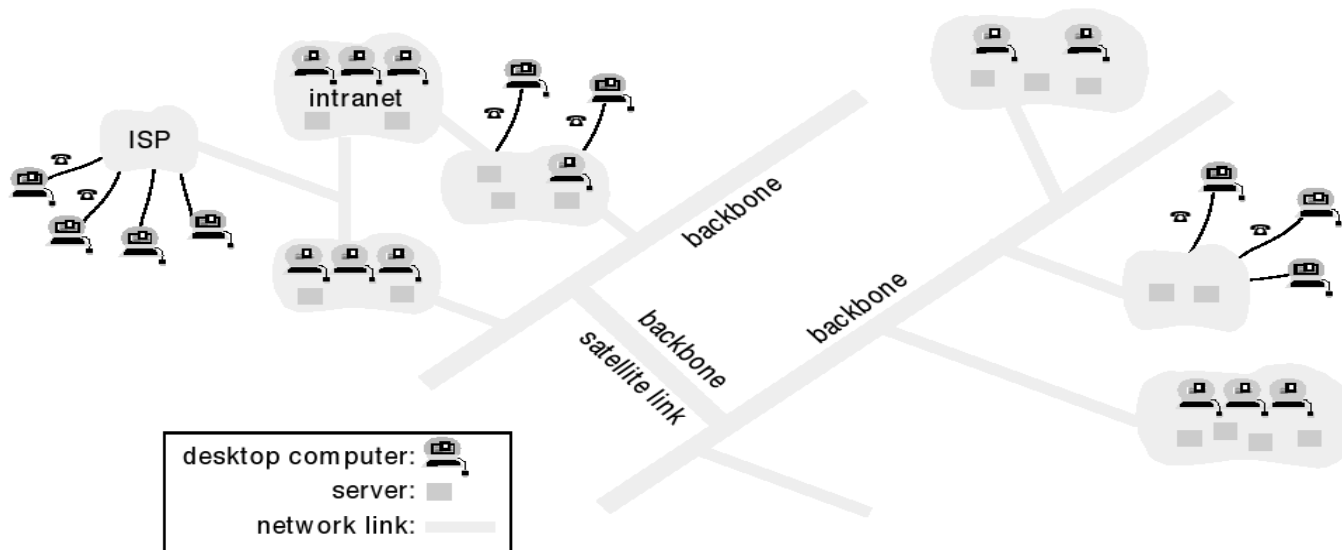 intranet
ISP
backbone
backbone
backbone
satellite link
desktop computer:
server:
network link: